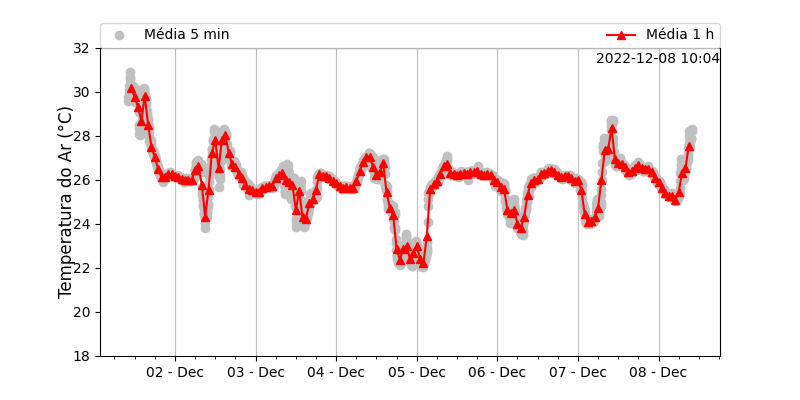 Média 5 min
Média 1 h
2022-12-08 10:04
Temperatura do Ar (°C)
32
30
28
26
24
22
20
18
02 - Dec
03 - Dec
04 - Dec
05 - Dec
06 - Dec
07 - Dec
08 - Dec